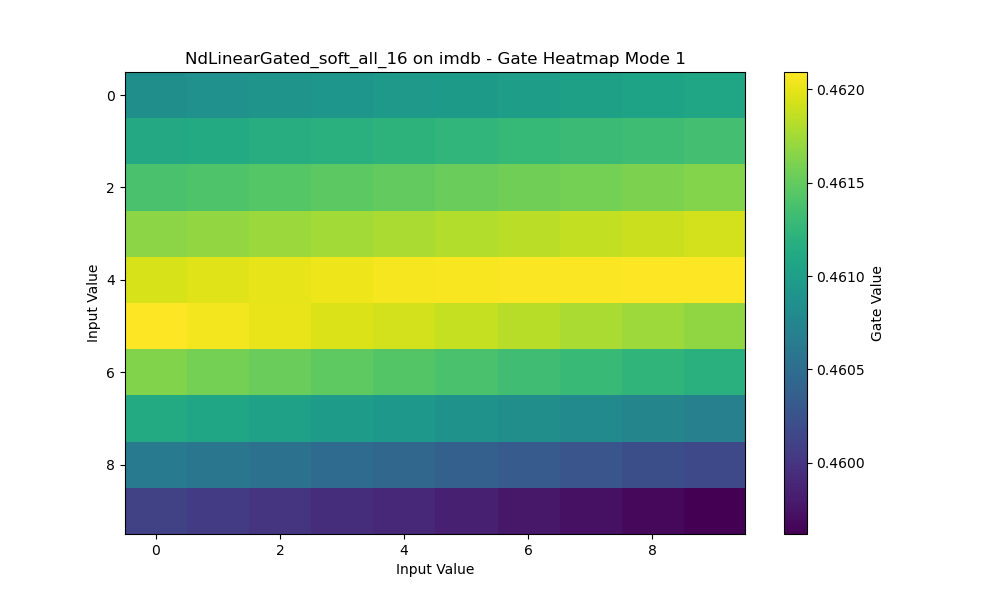 NdLinearGated_soft_all_16 on imdb - Gate Heatmap Mode 1
0
2
4
6
8
Input Value
0 2 4 6 8
Input Value
0.4620
0.4615
0.4610
0.4605
0.4600
Gate Value